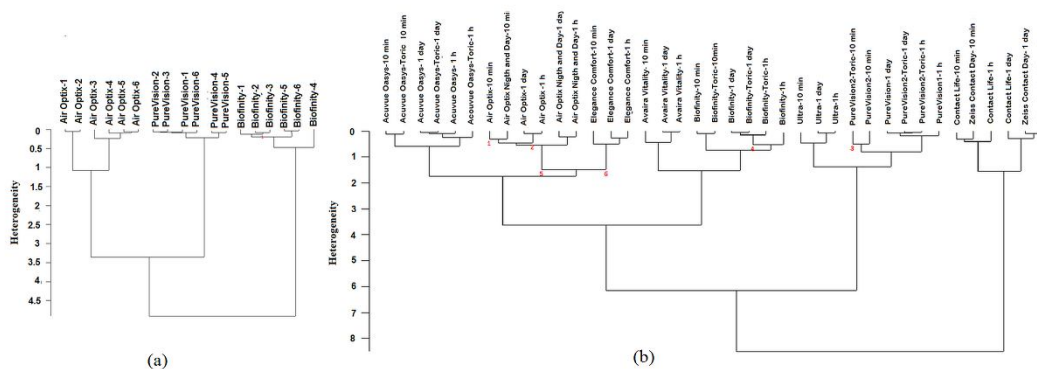 Air Optix-1
Air Optix-2
Air Optix-3
Air Optix-4
Air Optix-5
Air Optix-6
PureVision-2
PureVision-3
PureVision-1
PureVision-6
PureVision-4
PureVision-5
Biofinity-1
Biofinity-2
Biofinity-3
Biofinity-5
Biofinity-6
Biofinity-4
Heterogeneity
0
0.5
1
1.5
2
2.5
3
3.5
4.
4.5
(a)
Acuvue Oasys-10 min
Acuvue Oasys-Toric 10 min
Acuvue Oasys- 1 day
Acuvue Oasys-Toric-1 day
Acuvue Oasys- 1 h
Acuvue Oasys-Toric-1 h
Air Optix-10 min
Air Optix Nigth and Day-10 mi
Air Optix-1 day
Air Optix-1 h
Air Optix Nigth and Day-1 day
Air Optix Nigth and Day-1 h
Elegance Comfort-10 min
Elegance Comfort-1 day
Elegance Comfort-1 h
Avaira Vitality- 10 min
Avaira Vitality-1 day
Avaira Vitality-1 h
Biofinity-10 min
Biofinity-Toric-10min
Biofinity-1 day
Biofinity-Toric-1 day
Biofinity-Toric-1h
Biofinity-1h
Ultra-10 min
Ultra-1 day
Ultra-1h
PureVision2-Toric-10 min
PureVision2-10 min
PureVision-1 day
PureVision2-Toric-1 day
PureVision2-Toric-1 h
PureVision1-1 h
Contact Life-10 min
Zeiss Contact Day- 10 min
Contact Life-1 h
Contact Life-1 day
Zeiss Contact Day- 1 day
Heterogeneity
0
1
2
3
4
5
6
7
8
1
5
6
4
3
(b)